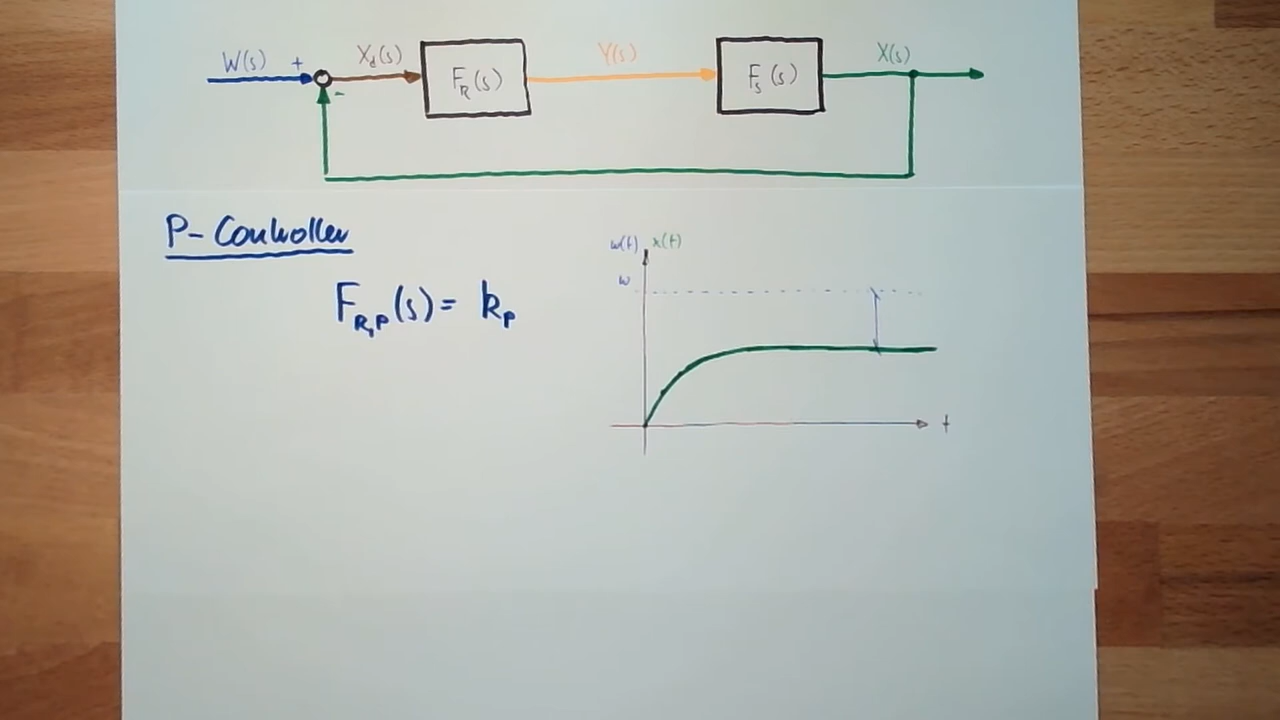 W(s) + X_d(s) F_R(s) Y(s) F_S(s) X(s)
-
P-Controller
F_R,P(s) = k_P
w(t) x(t)
w
t